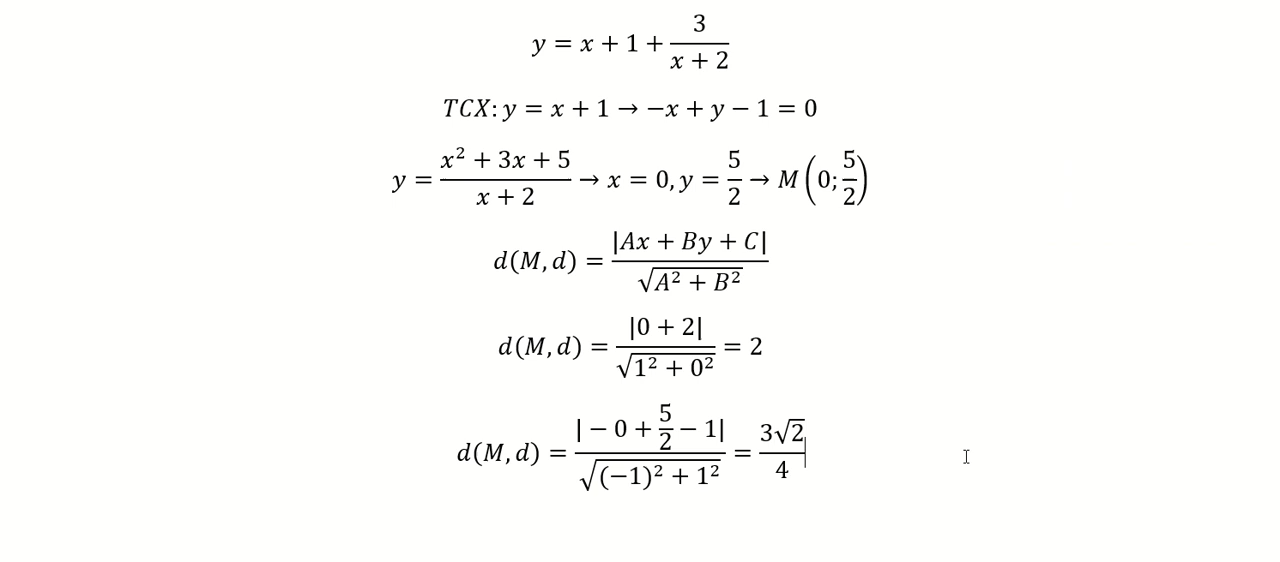 y = x + 1 + 3/(x + 2)
TCX: y = x + 1 → −x + y − 1 = 0
y = (x² + 3x + 5)/(x + 2) → x = 0, y = 5/2 → M(0; 5/2)
d(M, d) = |Ax + By + C|/√(A² + B²)
d(M, d) = |0 + 2|/√(1² + 0²) = 2
d(M, d) = |− 0 + 5/2 − 1|/√((−1)² + 1²) = 3√2/4